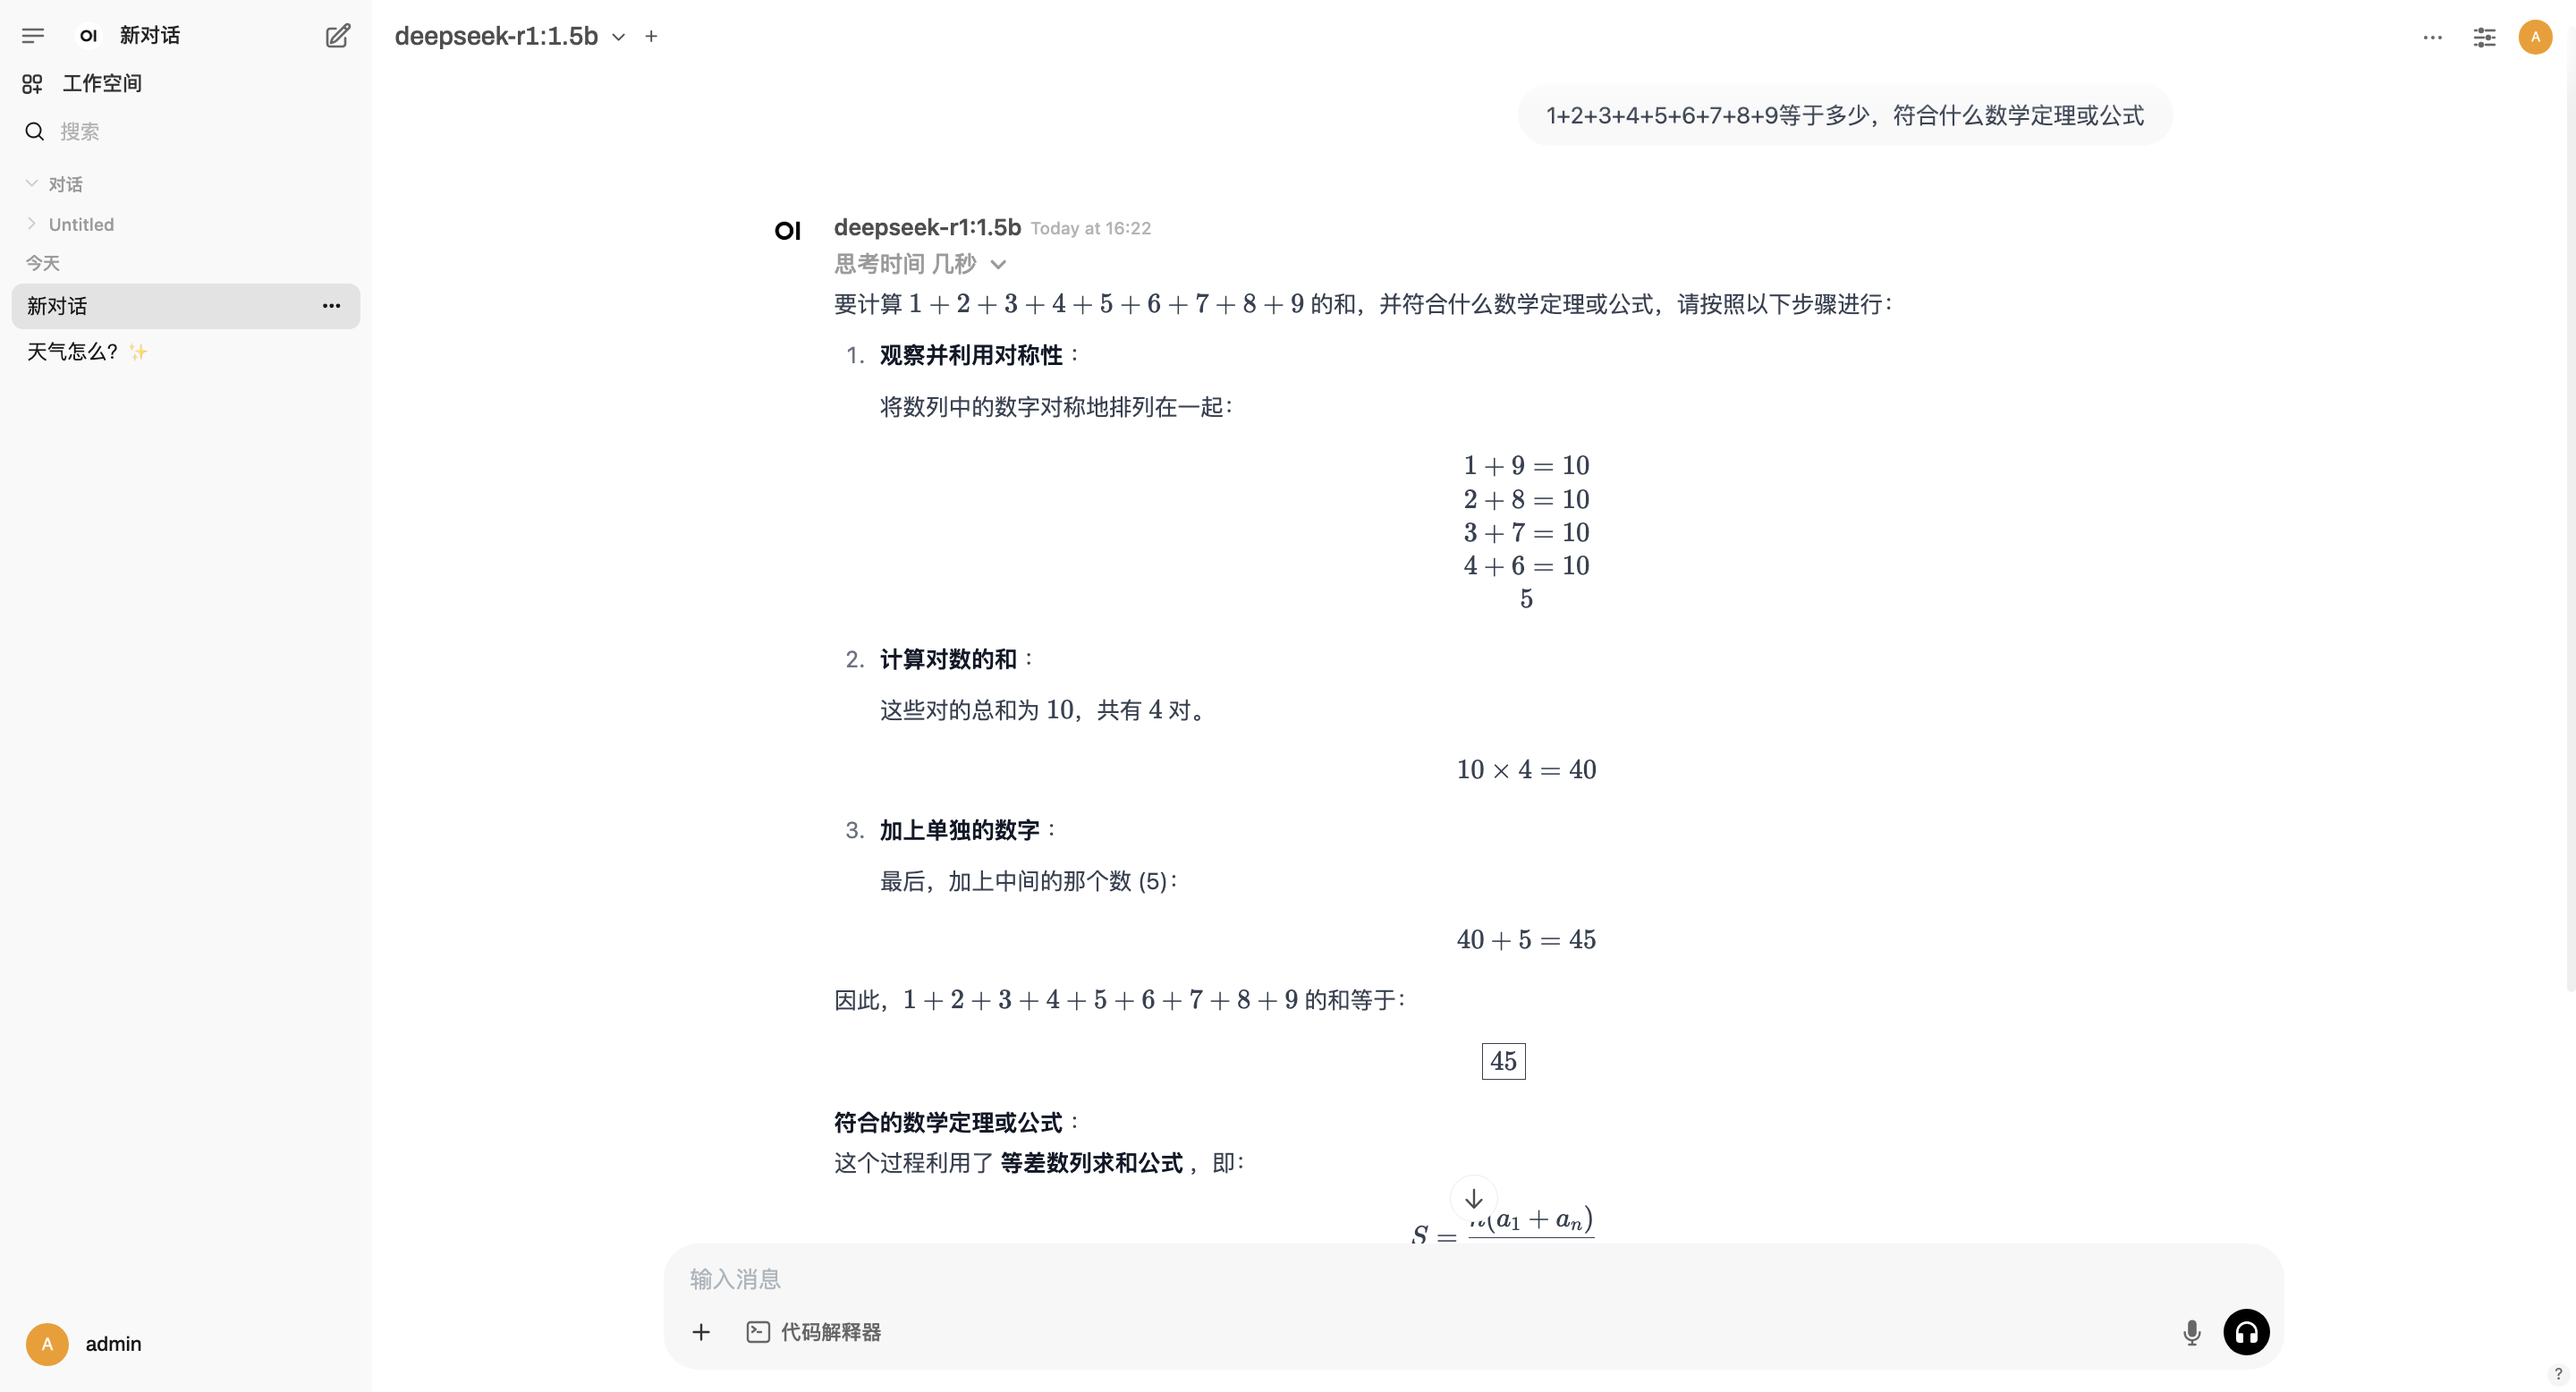 OI 新对话
工作空间
搜索
对话
Untitled
今天
新对话
天气怎么？ ✨
A admin
deepseek-r1:1.5b
A
1+2+3+4+5+6+7+8+9等于多少，符合什么数学定理或公式
OI deepseek-r1:1.5b Today at 16:22
思考时间 几秒
要计算 1 + 2 + 3 + 4 + 5 + 6 + 7 + 8 + 9 的和，并符合什么数学定理或公式，请按照以下步骤进行：
1. 观察并利用对称性：
将数列中的数字对称地排列在一起：
1 + 9 = 10
2 + 8 = 10
3 + 7 = 10
4 + 6 = 10
5
2. 计算对数的和：
这些对的总和为 10，共有 4 对。
10 × 4 = 40
3. 加上单独的数字：
最后，加上中间的那个数 (5)：
40 + 5 = 45
因此，1 + 2 + 3 + 4 + 5 + 6 + 7 + 8 + 9 的和等于：
45
符合的数学定理或公式：
这个过程利用了 等差数列求和公式 ，即：
S = n(a₁ + aₙ)
输入消息
代码解释器
?